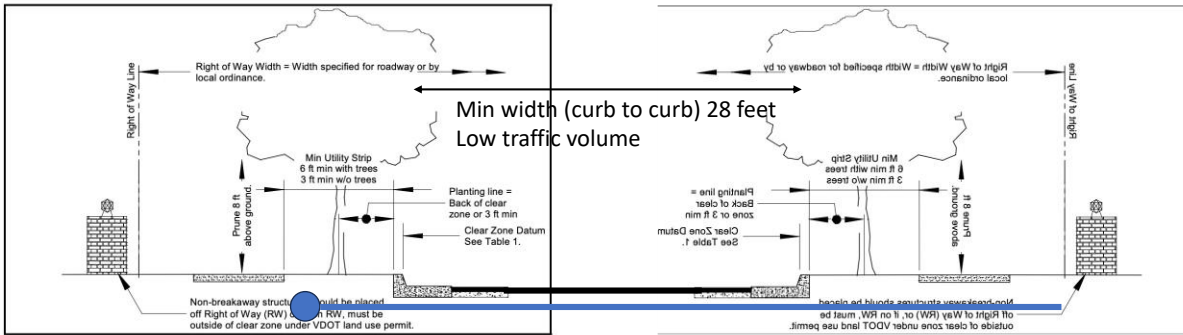 Right of Way Width = Width specified for roadway or by
local ordinance.
Right of Way Line
Min width (curb to curb) 28 feet
Low traffic volume
Min Utility Strip
6 ft min with trees
3 ft min w/o trees
Prune 8 ft
above ground.
Planting line =
Back of clear
zone or 3 ft min
Clear Zone Datum
See Table 1.
Non-breakaway structu ould be placed
off Right of Way (RW) n RW, must be
outside of clear zone under VDOT land use permit.
Right of Way Width = Width specified for roadway or by
local ordinance.
Right of Way Line
Min Utility Strip
6 ft min with trees
3 ft min w/o trees
Prune 8 ft
above ground.
Planting line =
Back of clear
zone or 3 ft min
Clear Zone Datum
See Table 1.
Non-breakaway structures should be placed
off Right of Way (RW) or, if on RW, must be
outside of clear zone under VDOT land use permit.